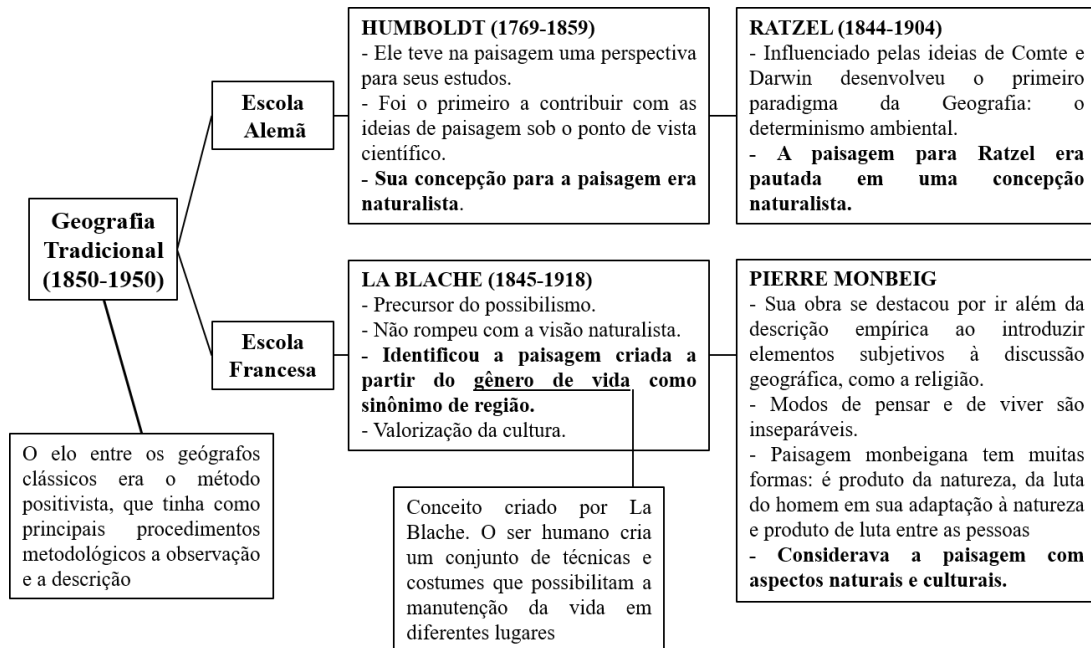 Geografia
Tradicional
(1850-1950)
O elo entre os geógrafos
clássicos era o método
positivista, que tinha como
principais procedimentos
metodológicos a observação
e a descrição
Escola
Alemã
HUMBOLDT (1769-1859)
- Ele teve na paisagem uma perspectiva
para seus estudos.
- Foi o primeiro a contribuir com as
ideias de paisagem sob o ponto de vista
científico.
- Sua concepção para a paisagem era
naturalista.
RATZEL (1844-1904)
- Influenciado pelas ideias de Comte e
Darwin desenvolveu o primeiro
paradigma da Geografia: o
determinismo ambiental.
- A paisagem para Ratzel era
pautada em uma concepção
naturalista.
Escola
Francesa
LA BLACHE (1845-1918)
- Precursor do possibilismo.
- Não rompeu com a visão naturalista.
- Identificou a paisagem criada a
partir do gênero de vida como
sinônimo de região.
- Valorização da cultura.
Conceito criado por La
Blache. O ser humano cria
um conjunto de técnicas e
costumes que possibilitam a
manutenção da vida em
diferentes lugares
PIERRE MONBEIG
- Sua obra se destacou por ir além da
descrição empírica ao introduzir
elementos subjetivos à discussão
geográfica, como a religião.
- Modos de pensar e de viver são
inseparáveis.
- Paisagem monbeigana tem muitas
formas: é produto da natureza, da luta
do homem em sua adaptação à natureza
e produto de luta entre as pessoas
- Considerava a paisagem com
aspectos naturais e culturais.